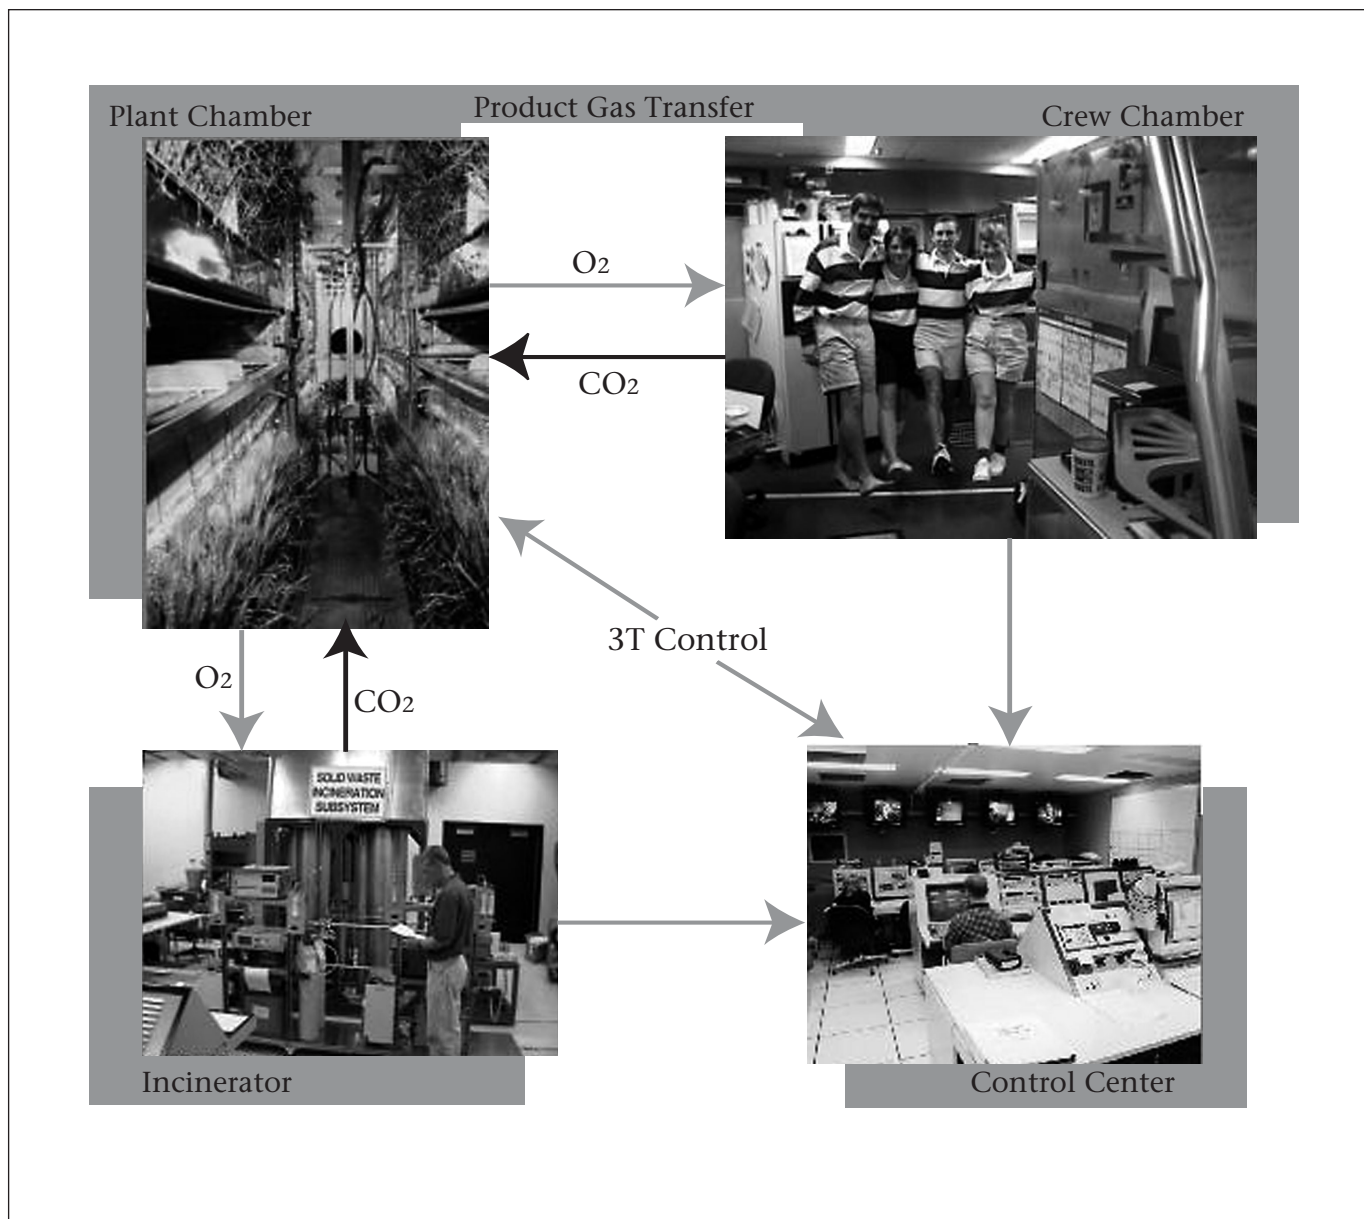 Plant Chamber
Product Gas Transfer
Crew Chamber
O2
CO2
3T Control
O2
CO2
SOLID WASTE
INCINERATION
SUBSYSTEM
Incinerator
Control Center